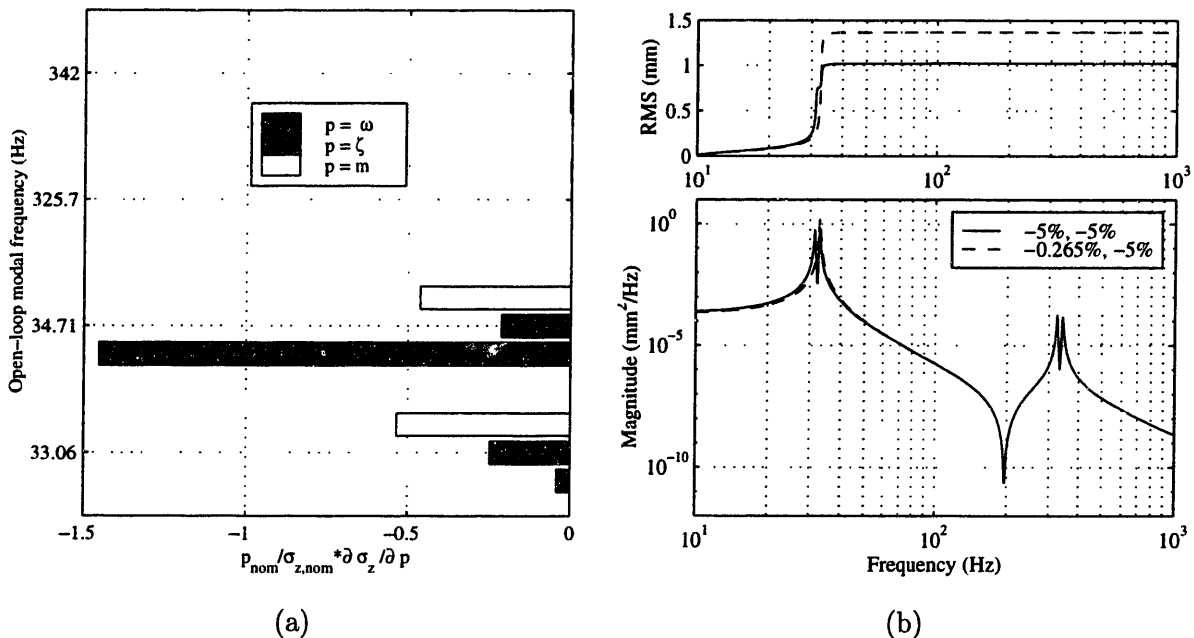 342
325.7
34.71
33.06
Open−loop modal frequency (Hz)
p = ω
p = ζ
p = m
−1.5
−1
−0.5
0
p_nom/σ_z,nom*∂ σ_z/∂ p
(a)
1.5
1
0.5
0
RMS (mm)
10^1
10^2
10^3
10^0
10^−5
10^−10
Magnitude (mm^2/Hz)
−5%, −5%
−0.265%, −5%
10^1
10^2
10^3
Frequency (Hz)
(b)